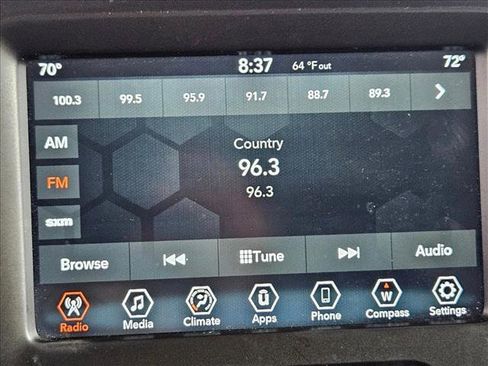 70° 8:37 64 °F out 72°
100.3 99.5 95.9 91.7 88.7 89.3
AM
FM
sxm
Country
96.3
96.3
Browse Tune Audio
Radio Media Climate Apps Phone Compass Settings
U W